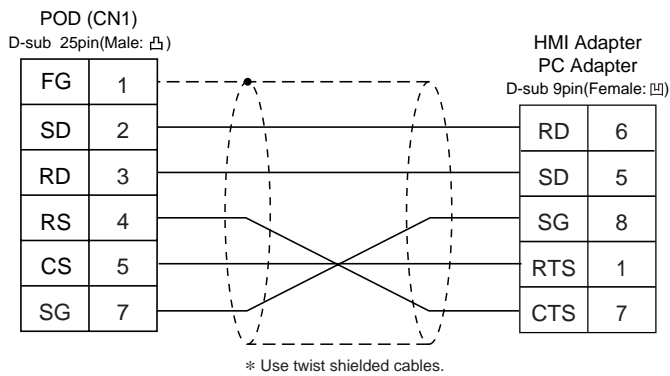 POD (CN1)
D-sub 25pin(Male: 凸)
FG 1
SD 2
RD 3
RS 4
CS 5
SG 7
HMI Adapter
PC Adapter
D-sub 9pin(Female: 凹)
RD 6
SD 5
SG 8
RTS 1
CTS 7
* Use twist shielded cables.